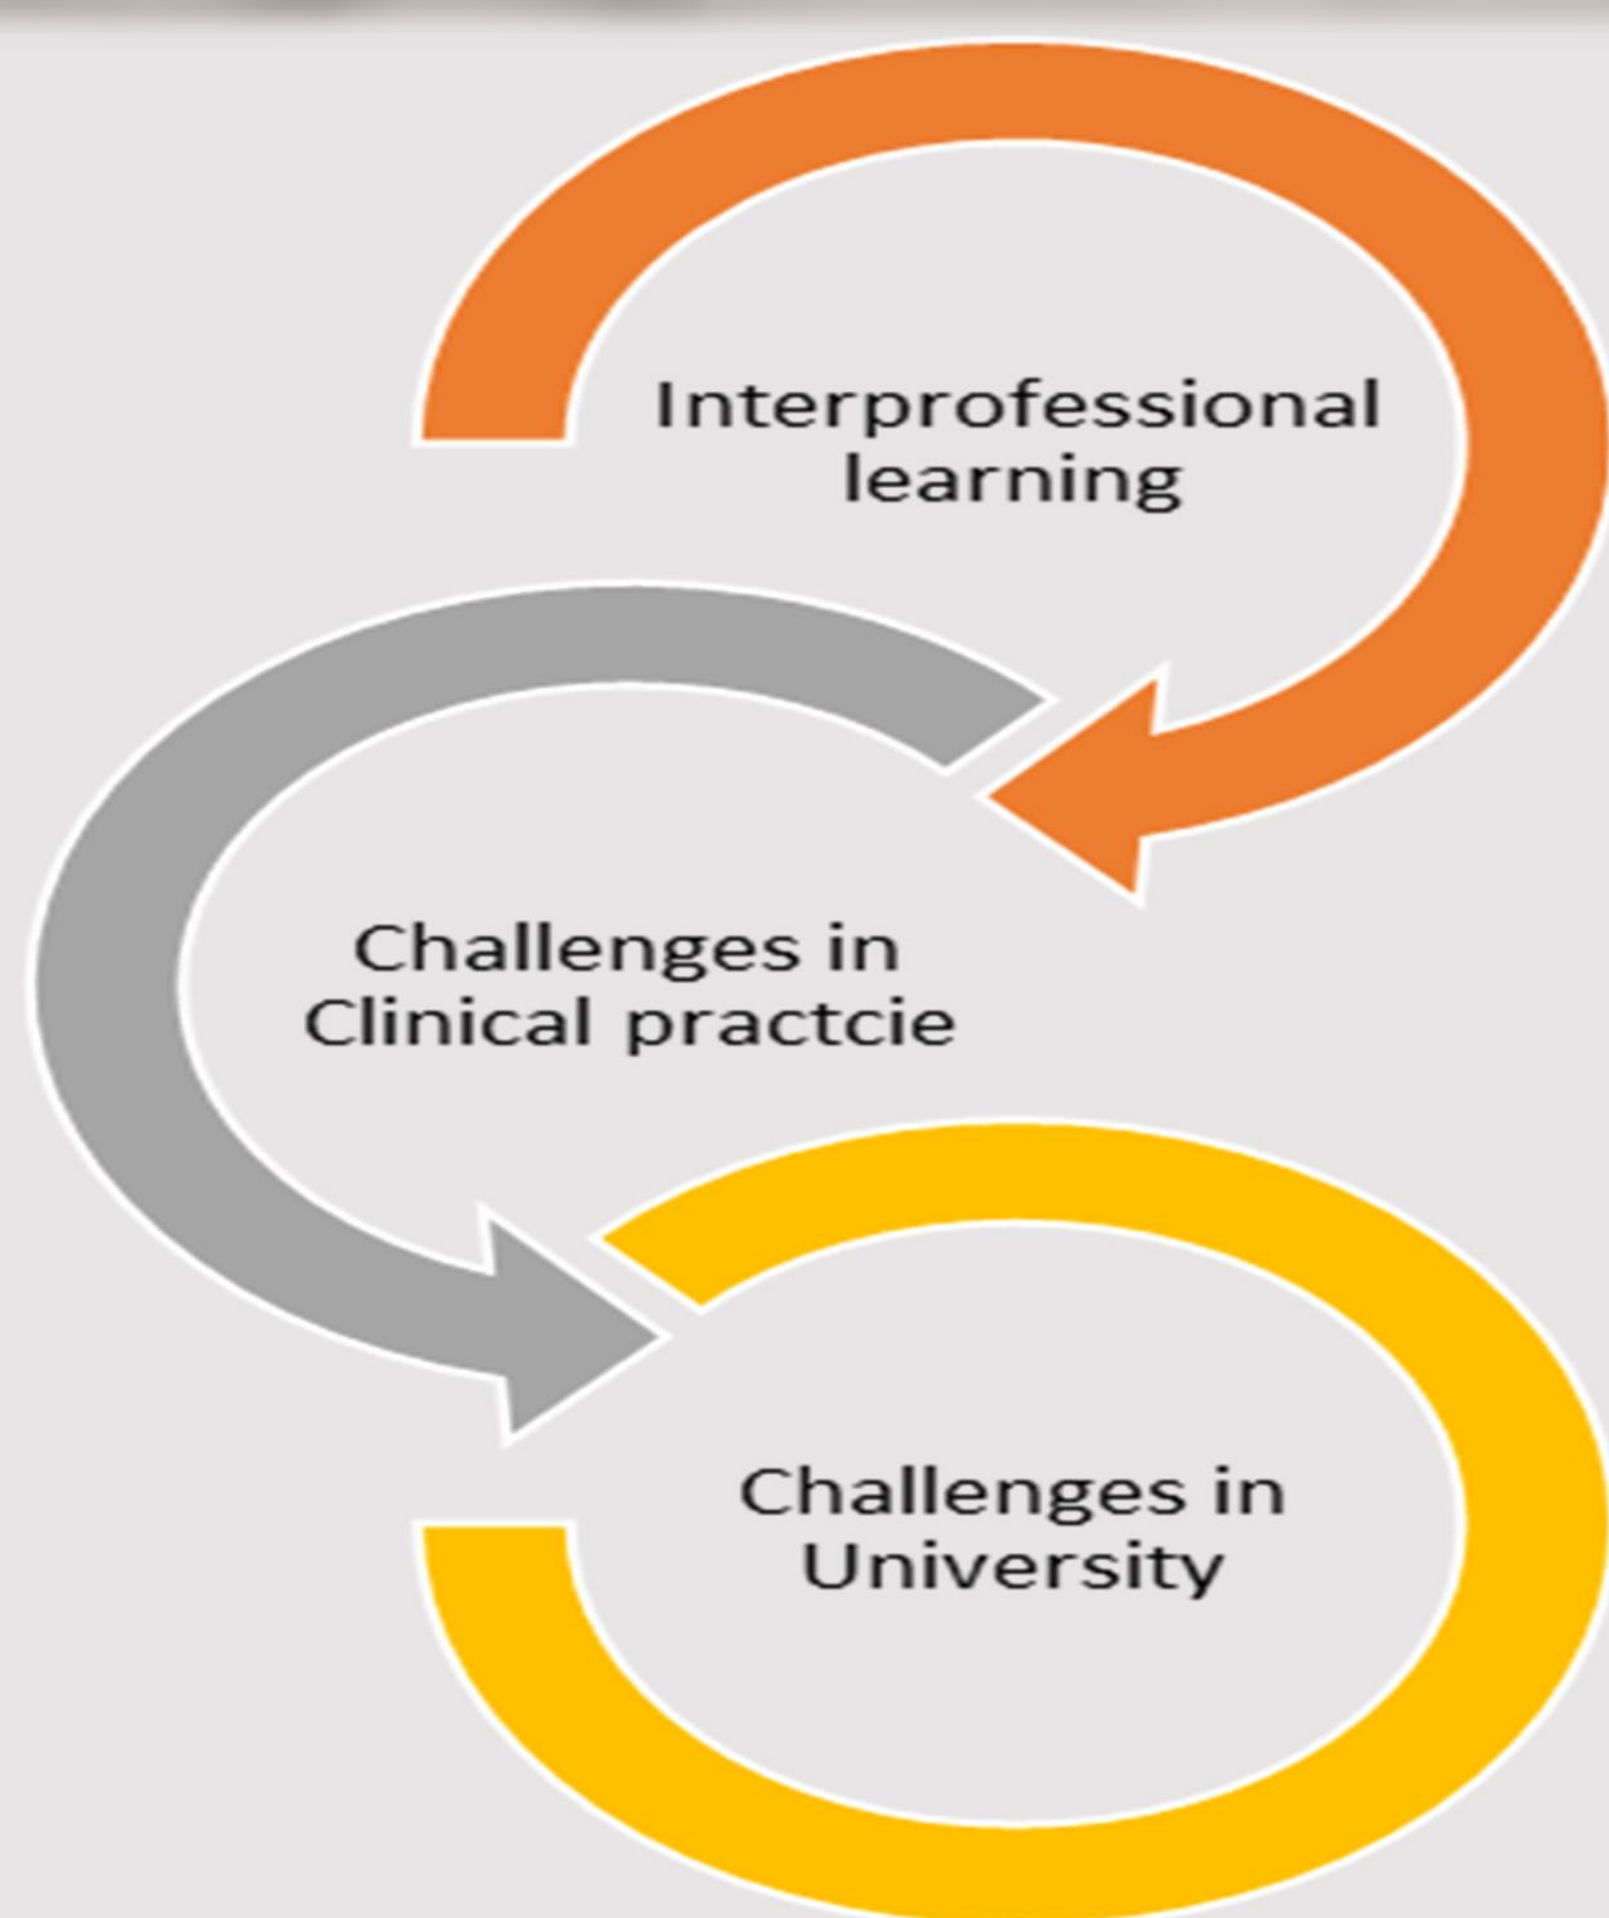 Interprofessional
learning
Challenges in
Clinical practcie
Challenges in
University